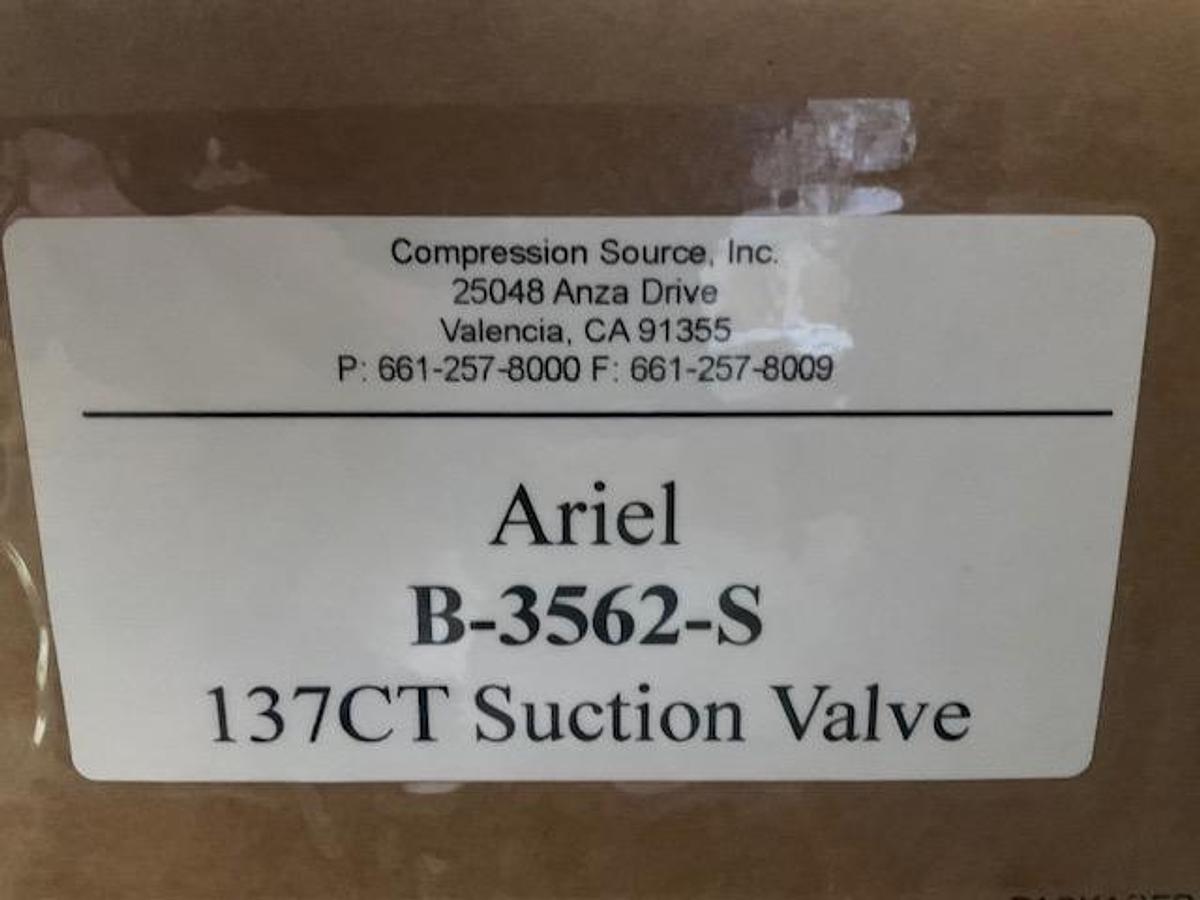 Compression Source, Inc.
25048 Anza Drive
Valencia, CA 91355
P: 661-257-8000 F: 661-257-8009
Ariel
B-3562-S
137CT Suction Valve